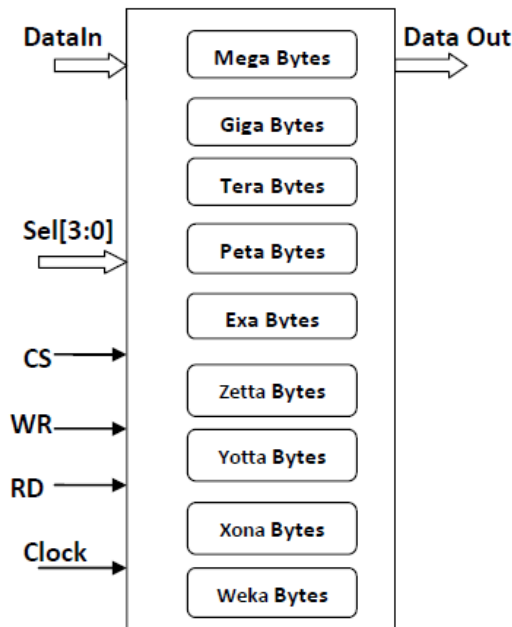 DataIn
Mega Bytes
Data Out
Giga Bytes
Tera Bytes
Sel[3:0]
Peta Bytes
Exa Bytes
CS
Zetta Bytes
WR
Yotta Bytes
RD
Xona Bytes
Clock
Weka Bytes